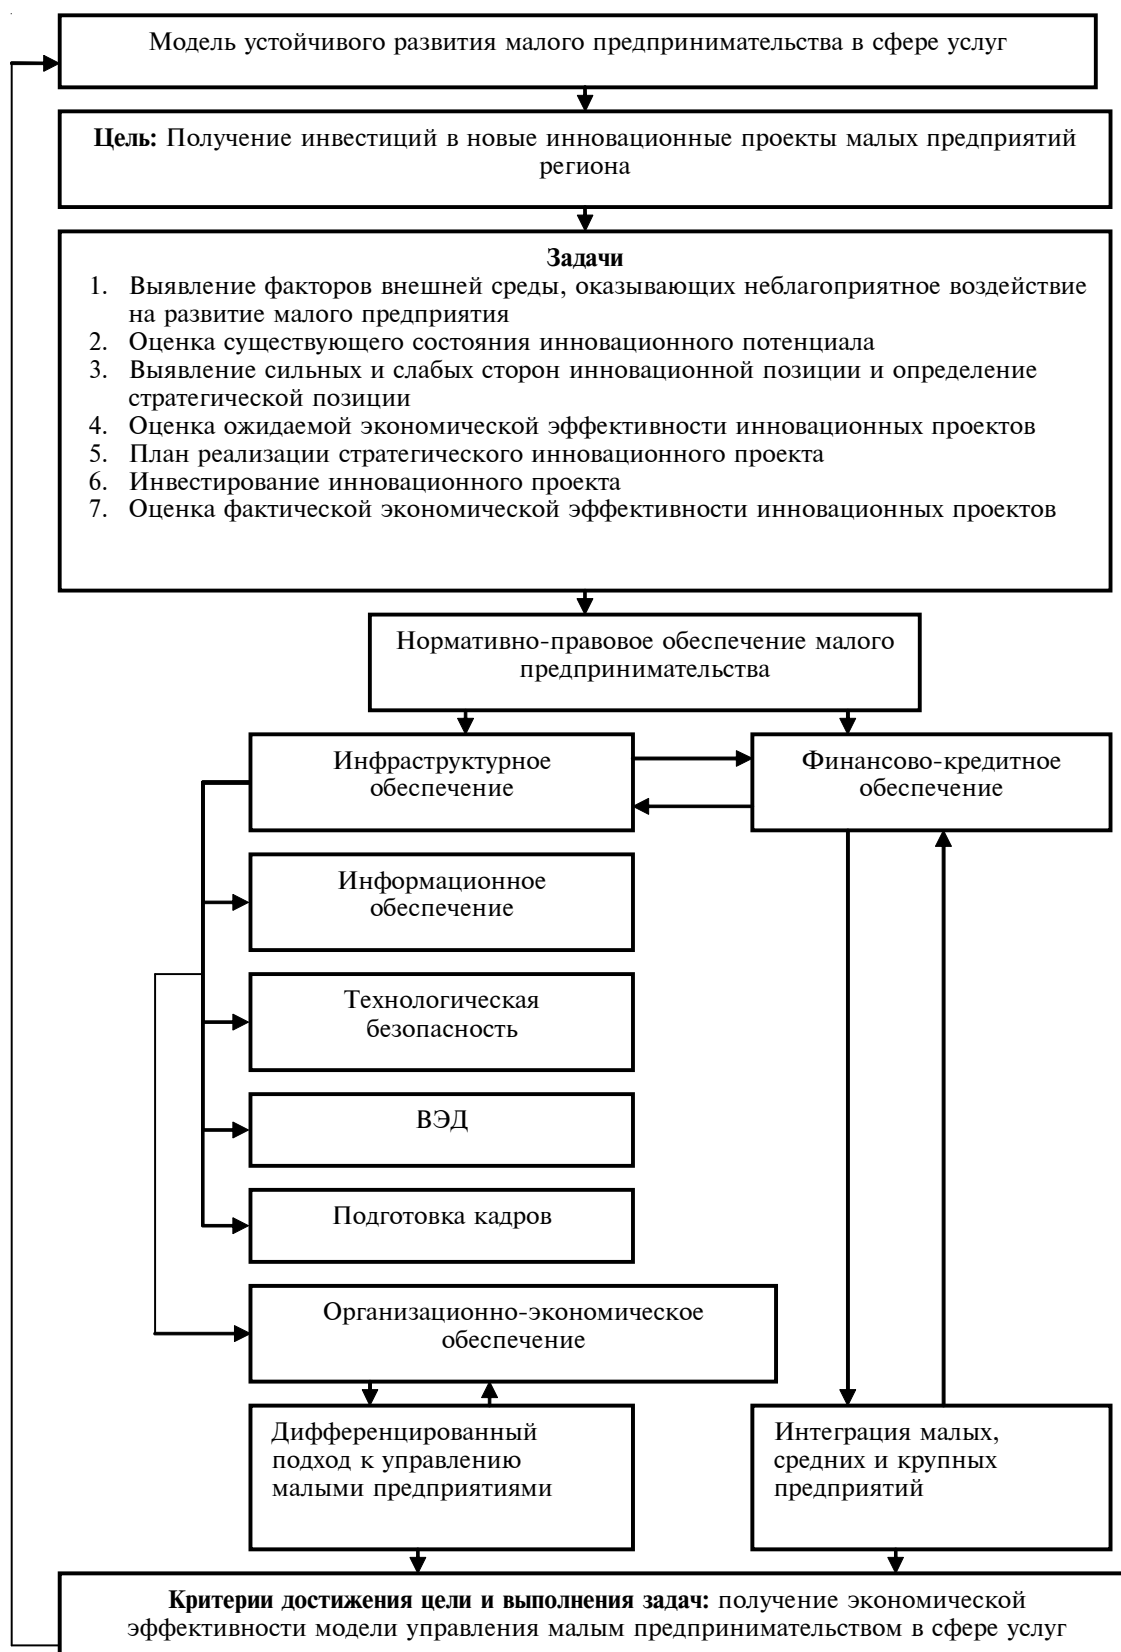 Модель устойчивого развития малого предпринимательства в сфере услуг
Цель: Получение инвестиций в новые инновационные проекты малых предприятий
региона
Задачи
1. Выявление факторов внешней среды, оказывающих неблагоприятное воздействие
на развитие малого предприятия
2. Оценка существующего состояния инновационного потенциала
3. Выявление сильных и слабых сторон инновационной позиции и определение
стратегической позиции
4. Оценка ожидаемой экономической эффективности инновационных проектов
5. План реализации стратегического инновационного проекта
6. Инвестирование инновационного проекта
7. Оценка фактической экономической эффективности инновационных проектов
Нормативно-правовое обеспечение малого
предпринимательства
Инфраструктурное
обеспечение
Финансово-кредитное
обеспечение
Информационное
обеспечение
Технологическая
безопасность
ВЭД
Подготовка кадров
Организационно-экономическое
обеспечение
Дифференцированный
подход к управлению
малыми предприятиями
Интеграция малых,
средних и крупных
предприятий
Критерии достижения цели и выполнения задач: получение экономической
эффективности модели управления малым предпринимательством в сфере услуг